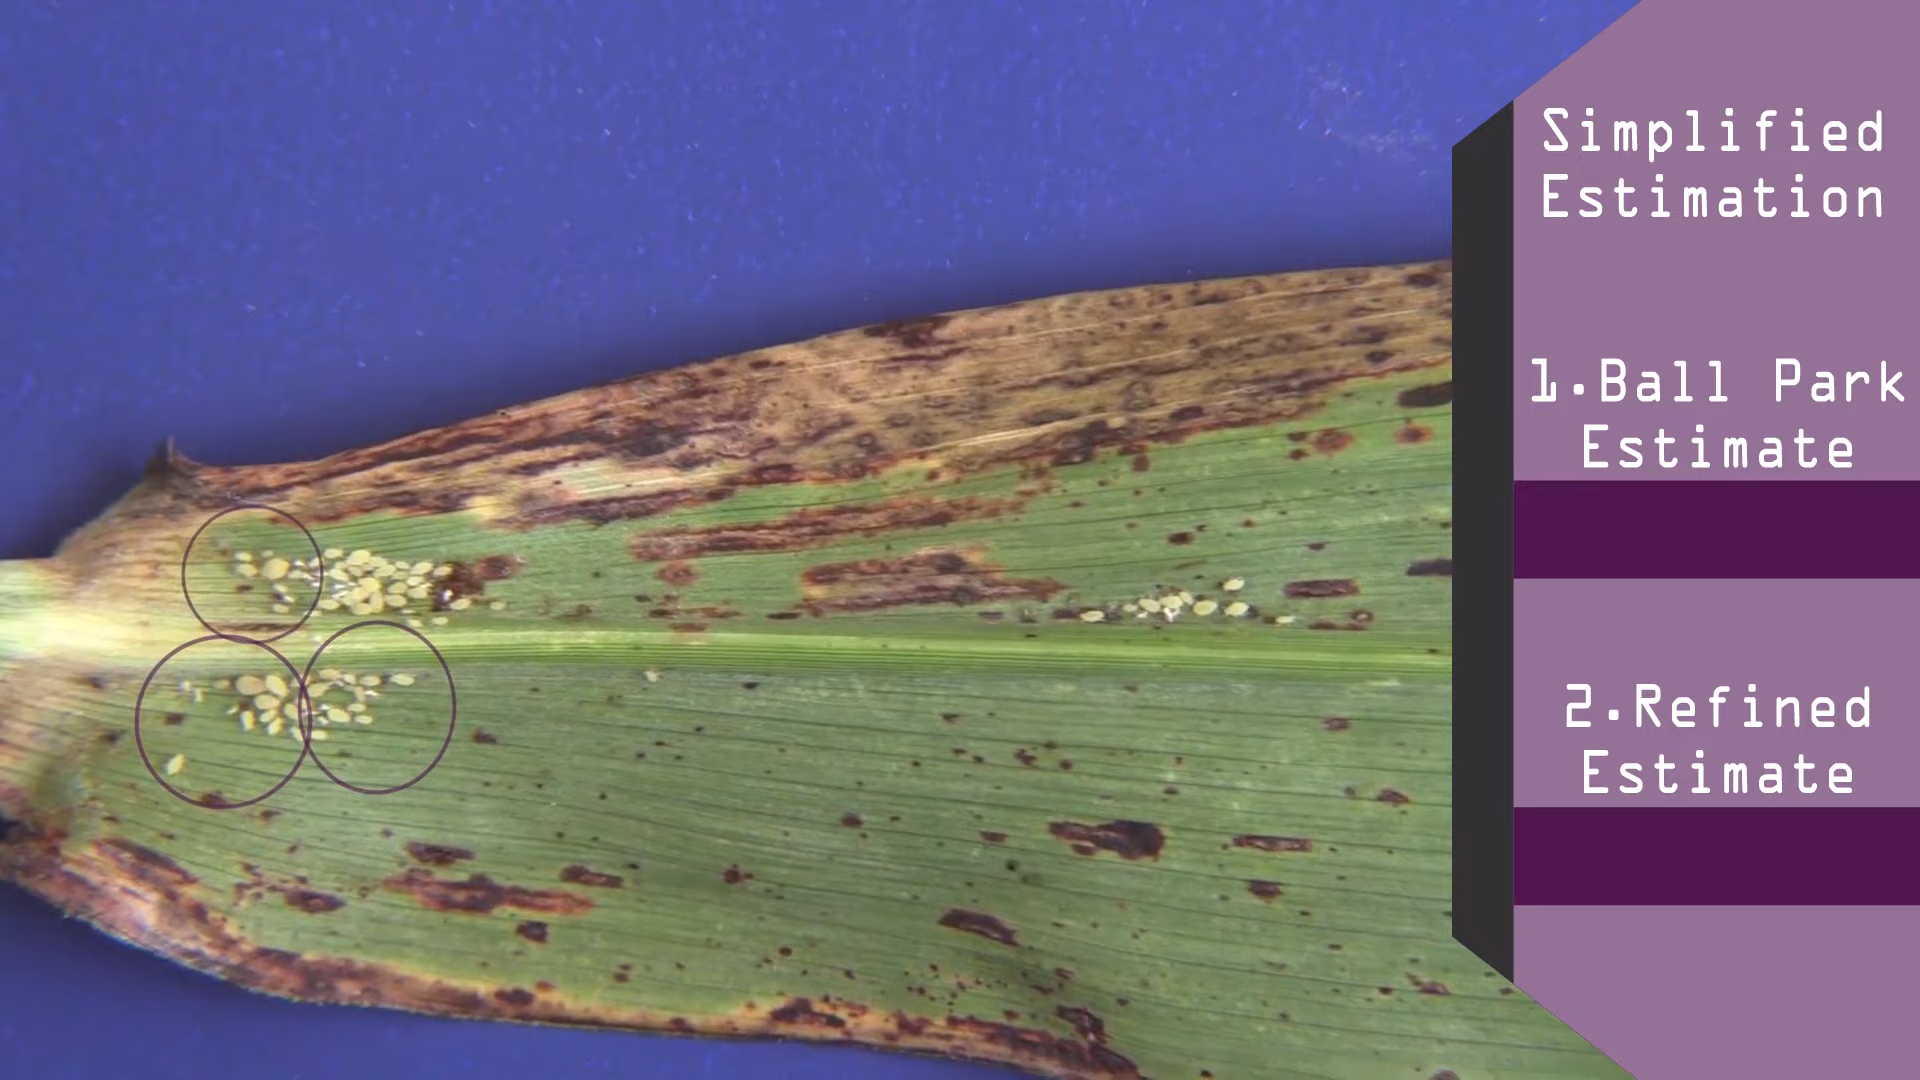 Simplified
Estimation
1.Ball Park
Estimate
2.Refined
Estimate